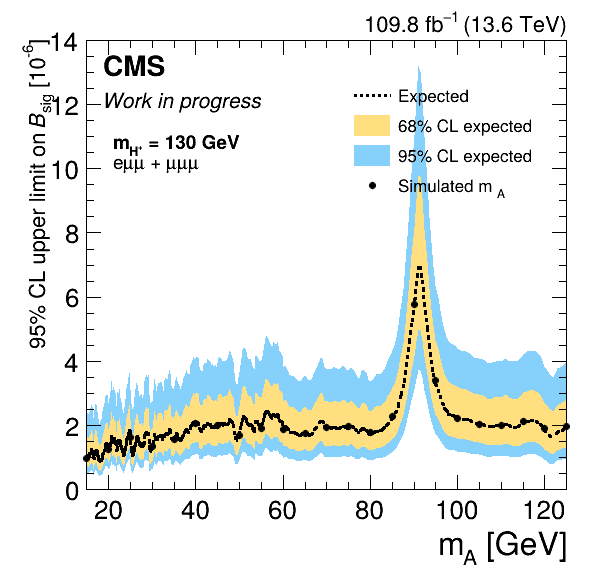 109.8 fb⁻¹ (13.6 TeV)
CMS
Work in progress
m_H⁺ = 130 GeV
eμμ + μμμ
Expected
68% CL expected
95% CL expected
Simulated m_A
95% CL upper limit on B_sig [10⁻⁶]
14
12
10
8
6
4
2
0
20 40 60 80 100 120
m_A [GeV]